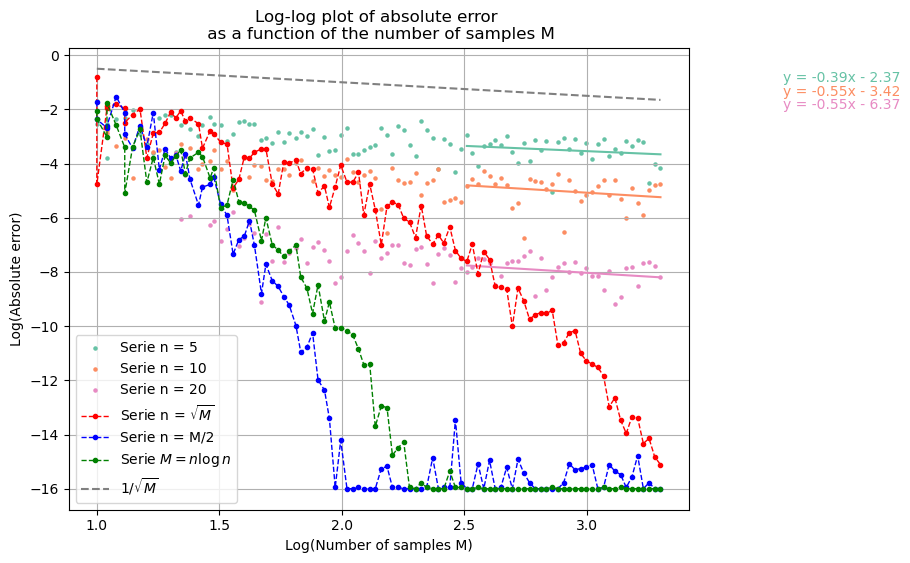 Log-log plot of absolute error
as a function of the number of samples M
y = -0.39x - 2.37
y = -0.55x - 3.42
y = -0.55x - 6.37
Log(Absolute error)
0
−2
−4
−6
−8
−10
−12
−14
−16
Serie n = 5
Serie n = 10
Serie n = 20
Serie n = √M
Serie n = M/2
Serie M = n log n
1/√M
1.0 1.5 2.0 2.5 3.0
Log(Number of samples M)